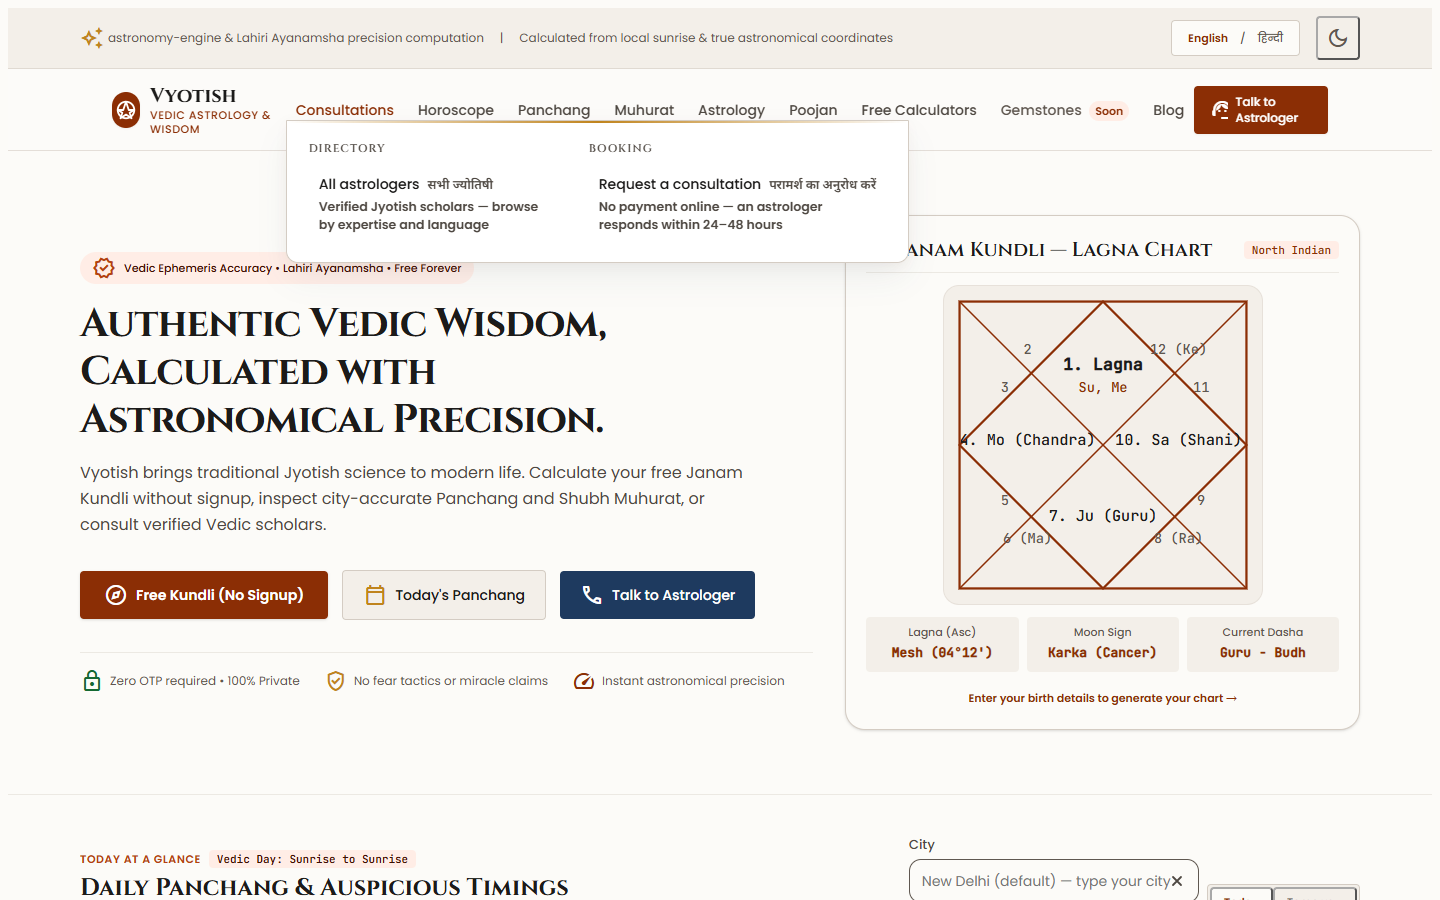 astronomy-engine & Lahiri Ayanamsha precision computation | Calculated from local sunrise & true astronomical coordinates
English / हिन्दी
Vyotish
VEDIC ASTROLOGY &
WISDOM
Consultations Horoscope Panchang Muhurat Astrology Poojan Free Calculators Gemstones Soon Blog
Talk to
Astrologer
DIRECTORY
All astrologers सभी ज्योतिषी
Verified Jyotish scholars — browse
by expertise and language
BOOKING
Request a consultation परामर्श का अनुरोध करें
No payment online — an astrologer
responds within 24–48 hours
Vedic Ephemeris Accuracy • Lahiri Ayanamsha • Free Forever
Authentic Vedic Wisdom,
Calculated with
Astronomical Precision.
Vyotish brings traditional Jyotish science to modern life. Calculate your free Janam
Kundli without signup, inspect city-accurate Panchang and Shubh Muhurat, or
consult verified Vedic scholars.
Free Kundli (No Signup)
Today's Panchang
Talk to Astrologer
Zero OTP required • 100% Private
No fear tactics or miracle claims
Instant astronomical precision
anam Kundli — Lagna Chart
North Indian
2
12 (Ke)
1. Lagna
3
Su, Me
11
4. Mo (Chandra)
10. Sa (Shani)
5
9
7. Ju (Guru)
6 (Ma)
8 (Ra)
Lagna (Asc)
Mesh (04°12')
Moon Sign
Karka (Cancer)
Current Dasha
Guru - Budh
Enter your birth details to generate your chart →
TODAY AT A GLANCE
Vedic Day: Sunrise to Sunrise
Daily Panchang & Auspicious Timings
City
New Delhi (default) — type your city